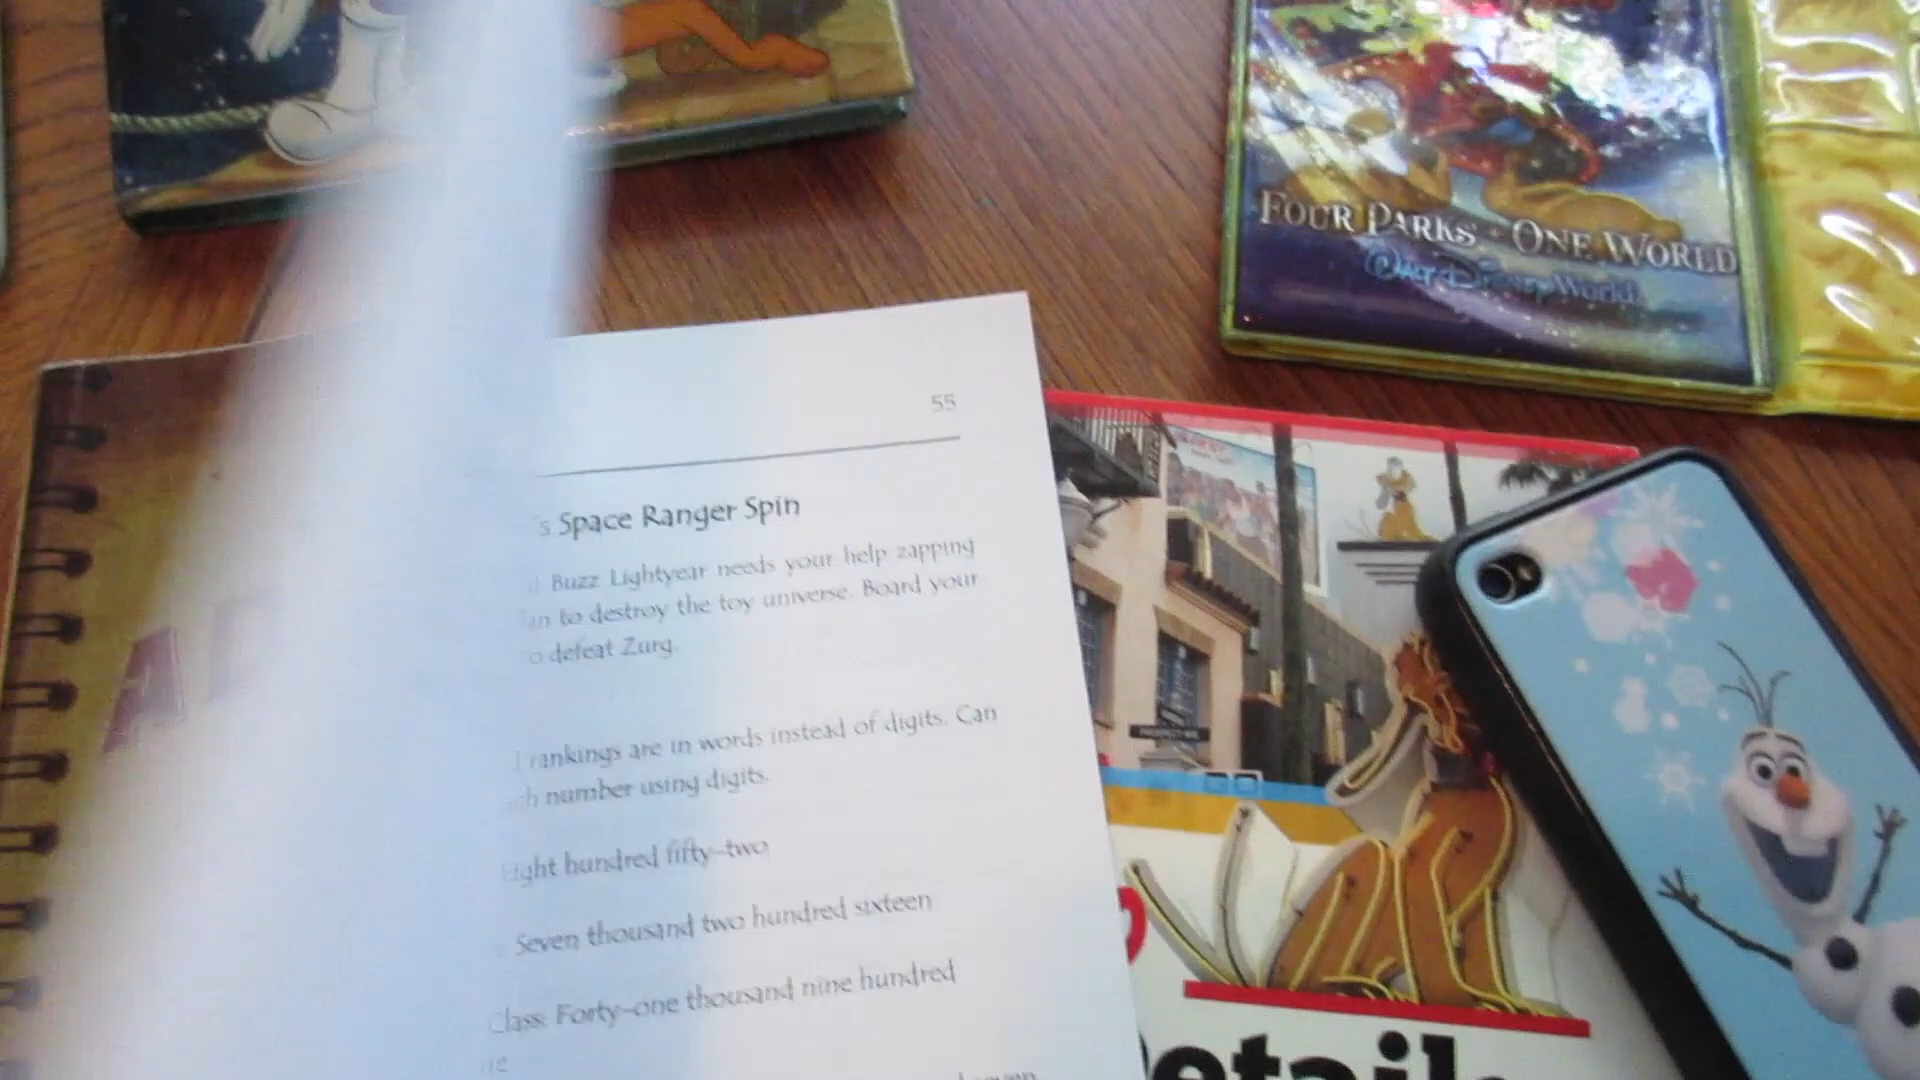 FOUR PARKS - ONE WORLD
Walt Disney World
55
's Space Ranger Spin
Buzz Lightyear needs your help zapping
to destroy the toy universe. Board your
defeat Zurg.
rankings are in words instead of digits. Can
number using digits.
Eight hundred fifty-two
Seven thousand two hundred sixteen
Class: Forty-one thousand nine hundred